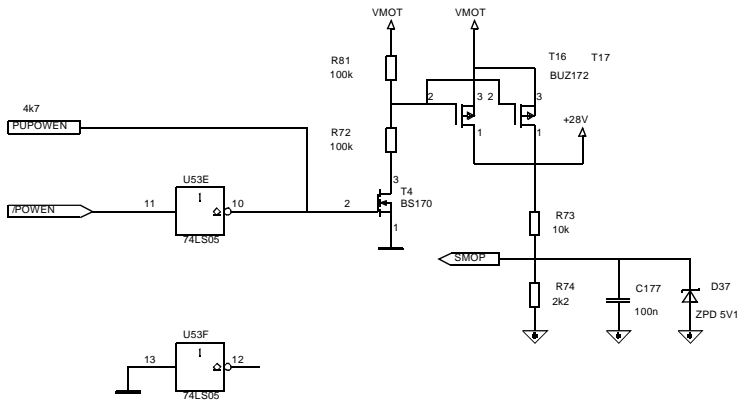 VMOT
VMOT
R81
100k
T16 T17
BUZ172
2
3
2
3
4k7
PUPOWEN
+28V
R72
100k
1
1
3
T4
BS170
U53E
/POWEN
11
10
2
1
74LS05
R73
10k
SMOP
R74
2k2
C177
100n
D37
ZPD 5V1
U53F
13
12
74LS05